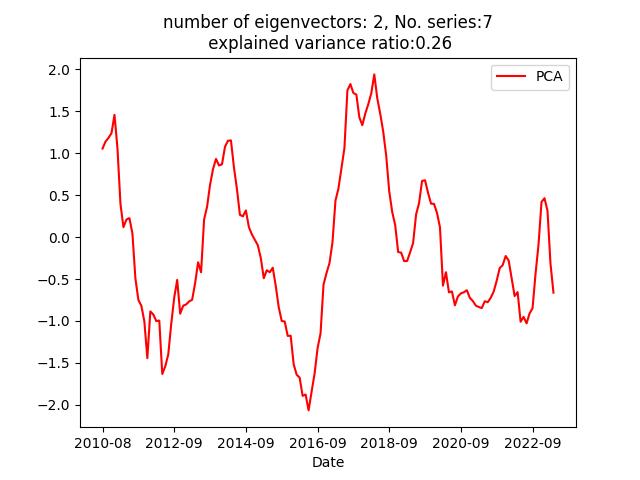 number of eigenvectors: 2, No. series:7
explained variance ratio:0.26
PCA
2.0
1.5
1.0
0.5
0.0
−0.5
−1.0
−1.5
−2.0
2010-08 2012-09 2014-09 2016-09 2018-09 2020-09 2022-09
Date